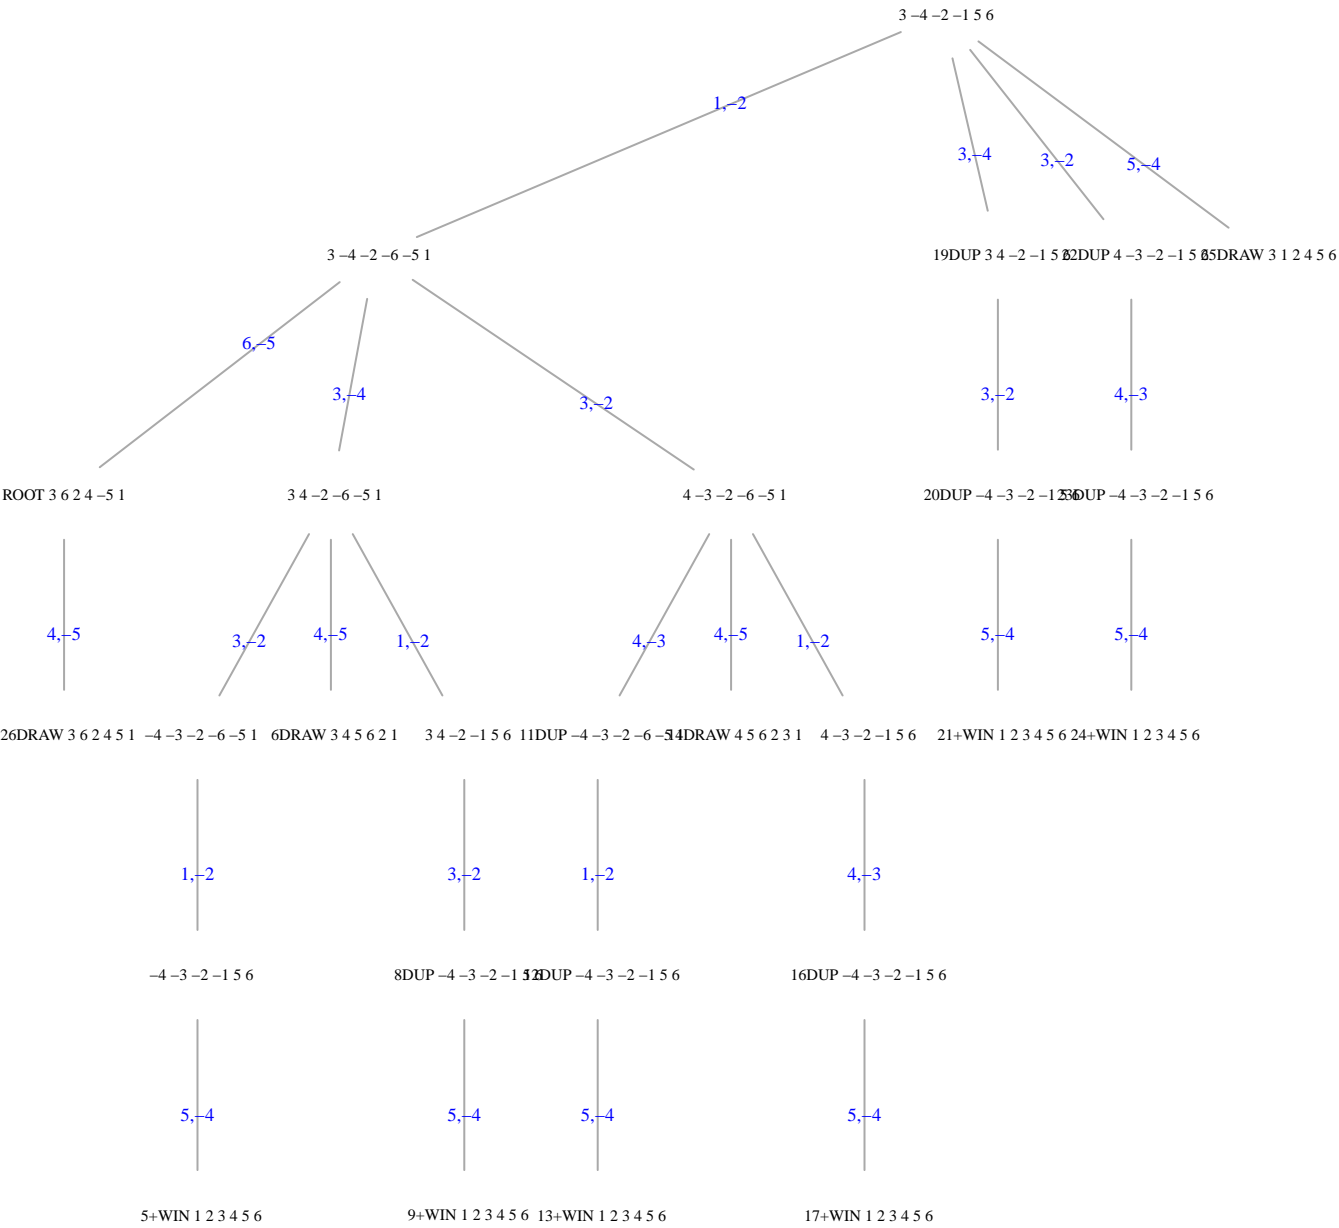 3 –4 –2 –1 5 6
1,–2
3,–4
3,–2
5,–4
3 –4 –2 –6 –5 1
19DUP 3 4 –2 –1 5 6
22DUP 4 –3 –2 –1 5 6
25DRAW 3 1 2 4 5 6
6,–5
3,–4
3,–2
3,–2
4,–3
ROOT 3 6 2 4 –5 1
3 4 –2 –6 –5 1
4 –3 –2 –6 –5 1
20DUP –4 –3 –2 –1 5 6
23DUP –4 –3 –2 –1 5 6
4,–5
3,–2
4,–5
1,–2
4,–3
4,–5
1,–2
5,–4
5,–4
26DRAW 3 6 2 4 5 1
–4 –3 –2 –6 –5 1
6DRAW 3 4 5 6 2 1
3 4 –2 –1 5 6
11DUP –4 –3 –2 –6 –5 1
14DRAW 4 5 6 2 3 1
4 –3 –2 –1 5 6
21+WIN 1 2 3 4 5 6
24+WIN 1 2 3 4 5 6
1,–2
3,–2
1,–2
4,–3
–4 –3 –2 –1 5 6
8DUP –4 –3 –2 –1 5 6
12DUP –4 –3 –2 –1 5 6
16DUP –4 –3 –2 –1 5 6
5,–4
5,–4
5,–4
5,–4
5+WIN 1 2 3 4 5 6
9+WIN 1 2 3 4 5 6
13+WIN 1 2 3 4 5 6
17+WIN 1 2 3 4 5 6